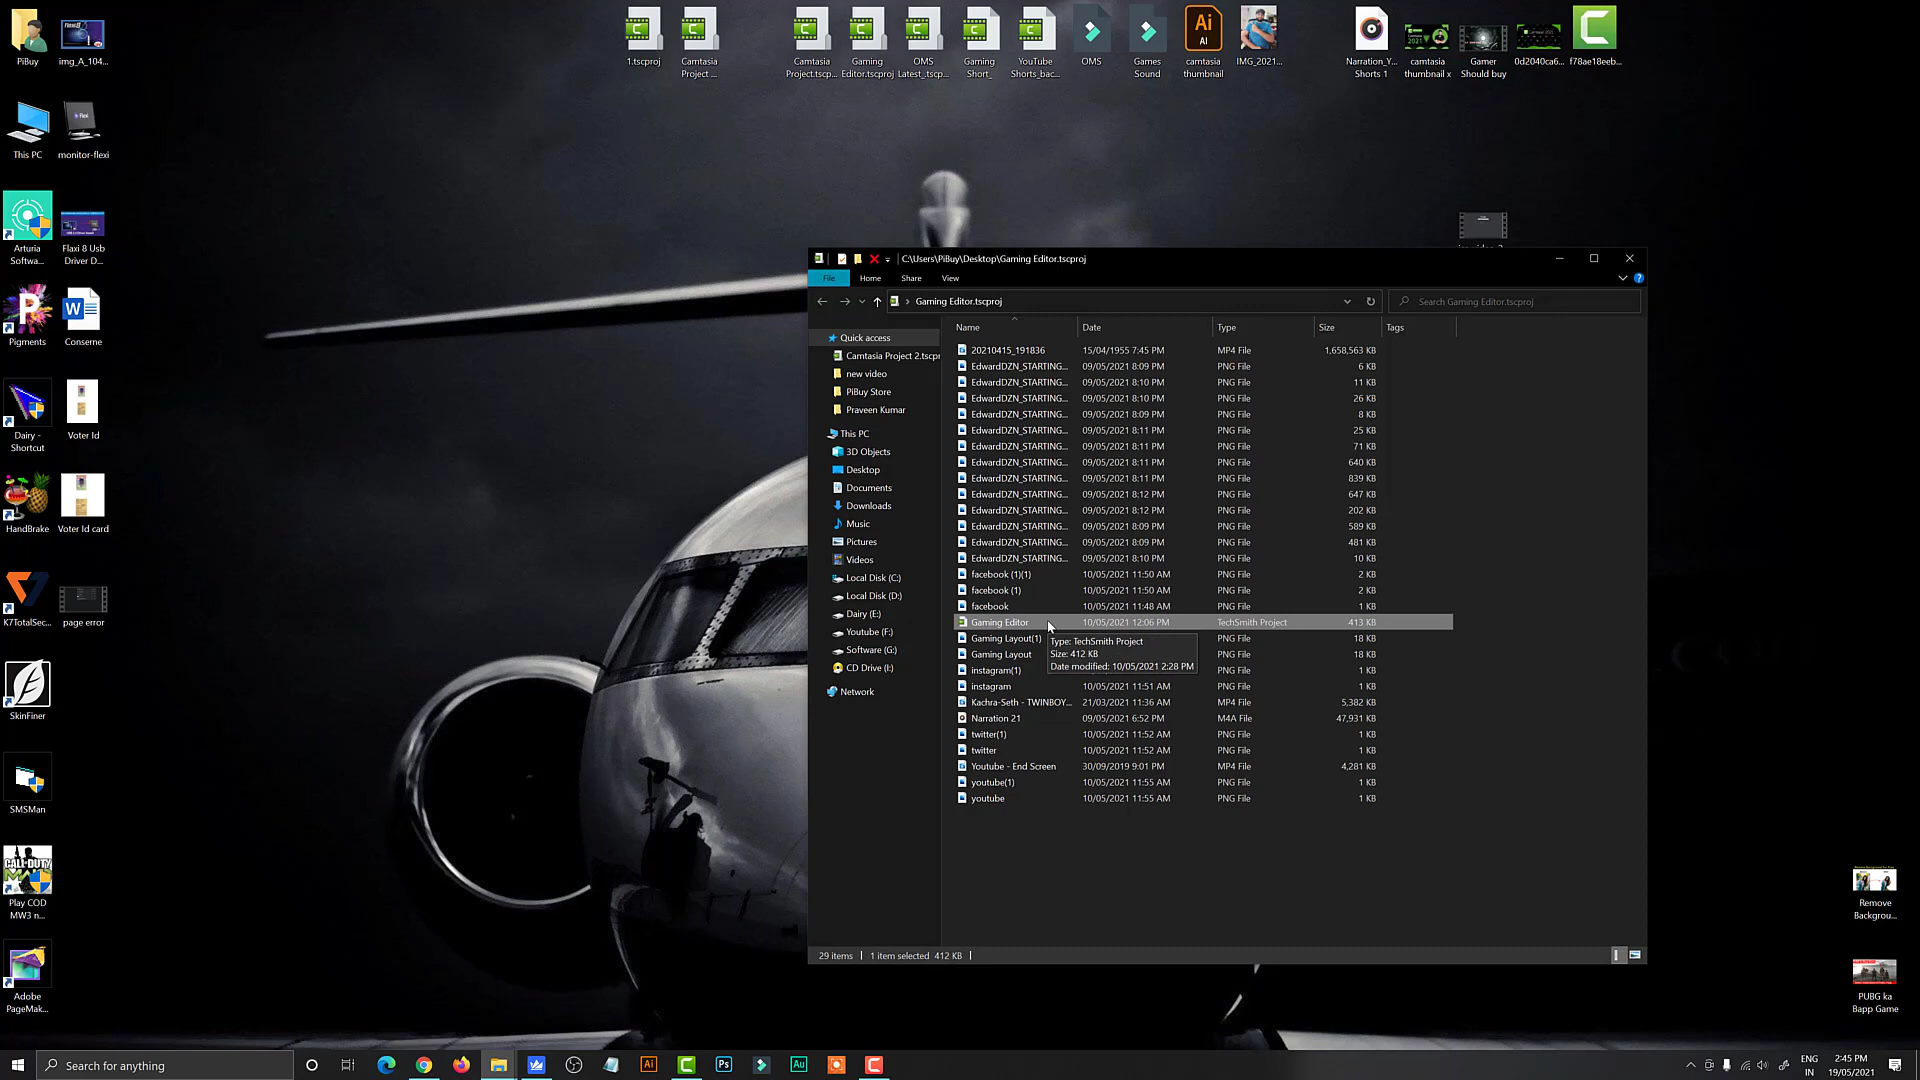 PiBuy
img_A_104...
1.tscproj
Camtasia
Project ...
Camtasia
Project.tscp...
Gaming
Editor.tscproj
OMS
Latest_.tscp...
Gaming
Short_
YouTube
Shorts_bac...
OMS
Games
Sound
Ai
AI
camtasia
thumbnail
IMG_2021...
Narration_Y...
Shorts 1
camtasia
thumbnail x
Gamer
Should buy
0d2040ca6...
f78ae18eeb...
This PC
monitor-flexi
Arturia
Softwa...
Flaxi 8 Usb
Driver D...
Pigments
Conserne
Dairy -
Shortcut
Voter Id
HandBrake
Voter Id card
K7TotalSec...
page error
SkinFiner
SMSMan
CALL OF DUTY
Play COD
MW3 n...
Adobe
PageMak...
Remove
Backgrou...
PUBG ka
Bapp Game
C:\Users\PiBuy\Desktop\Gaming Editor.tscproj
File Home Share View
Gaming Editor.tscproj
Search Gaming Editor.tscproj
Quick access
Camtasia Project 2.tscpr
new video
PiBuy Store
Praveen Kumar
This PC
3D Objects
Desktop
Documents
Downloads
Music
Pictures
Videos
Local Disk (C:)
Local Disk (D:)
Dairy (E:)
Youtube (F:)
Software (G:)
CD Drive (I:)
Network
Name Date Type Size Tags
20210415_191836 15/04/1955 7:45 PM MP4 File 1,658,563 KB
EdwardDZN_STARTING... 09/05/2021 8:09 PM PNG File 6 KB
EdwardDZN_STARTING... 09/05/2021 8:10 PM PNG File 11 KB
EdwardDZN_STARTING... 09/05/2021 8:10 PM PNG File 26 KB
EdwardDZN_STARTING... 09/05/2021 8:09 PM PNG File 8 KB
EdwardDZN_STARTING... 09/05/2021 8:11 PM PNG File 25 KB
EdwardDZN_STARTING... 09/05/2021 8:11 PM PNG File 71 KB
EdwardDZN_STARTING... 09/05/2021 8:11 PM PNG File 640 KB
EdwardDZN_STARTING... 09/05/2021 8:11 PM PNG File 839 KB
EdwardDZN_STARTING... 09/05/2021 8:12 PM PNG File 647 KB
EdwardDZN_STARTING... 09/05/2021 8:12 PM PNG File 202 KB
EdwardDZN_STARTING... 09/05/2021 8:09 PM PNG File 589 KB
EdwardDZN_STARTING... 09/05/2021 8:09 PM PNG File 481 KB
EdwardDZN_STARTING... 09/05/2021 8:10 PM PNG File 10 KB
facebook (1)(1) 10/05/2021 11:50 AM PNG File 2 KB
facebook (1) 10/05/2021 11:50 AM PNG File 2 KB
facebook 10/05/2021 11:48 AM PNG File 1 KB
Gaming Editor 10/05/2021 12:06 PM TechSmith Project 413 KB
Gaming Layout(1) PNG File 18 KB
Gaming Layout PNG File 18 KB
instagram(1) PNG File 1 KB
Type: TechSmith Project
Size: 412 KB
Date modified: 10/05/2021 2:28 PM
instagram 10/05/2021 11:51 AM PNG File 1 KB
Kachra-Seth - TWINBOY... 21/03/2021 11:36 AM MP4 File 5,382 KB
Narration 21 09/05/2021 6:52 PM M4A File 47,931 KB
twitter(1) 10/05/2021 11:52 AM PNG File 1 KB
twitter 10/05/2021 11:52 AM PNG File 1 KB
Youtube - End Screen 30/09/2019 9:01 PM MP4 File 4,281 KB
youtube(1) 10/05/2021 11:55 AM PNG File 1 KB
youtube 10/05/2021 11:55 AM PNG File 1 KB
29 items 1 item selected 412 KB
Search for anything
Ai
Ps
Au
ENG
IN
2:45 PM
19/05/2021